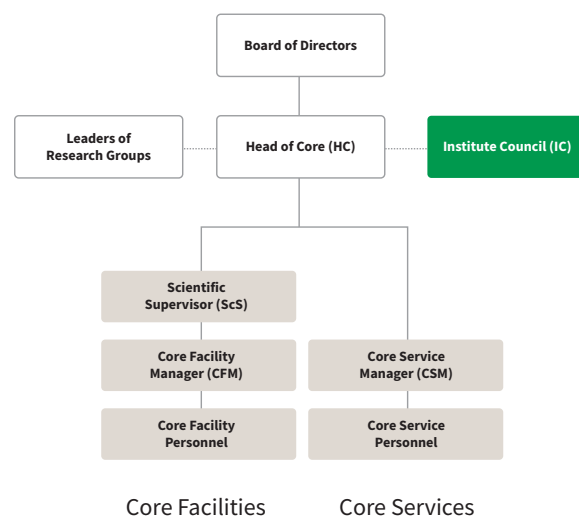 Board of Directors
Leaders of
Research Groups
Head of Core (HC)
Institute Council (IC)
Scientific
Supervisor (ScS)
Core Facility
Manager (CFM)
Core Service
Manager (CSM)
Core Facility
Personnel
Core Service
Personnel
Core Facilities
Core Services